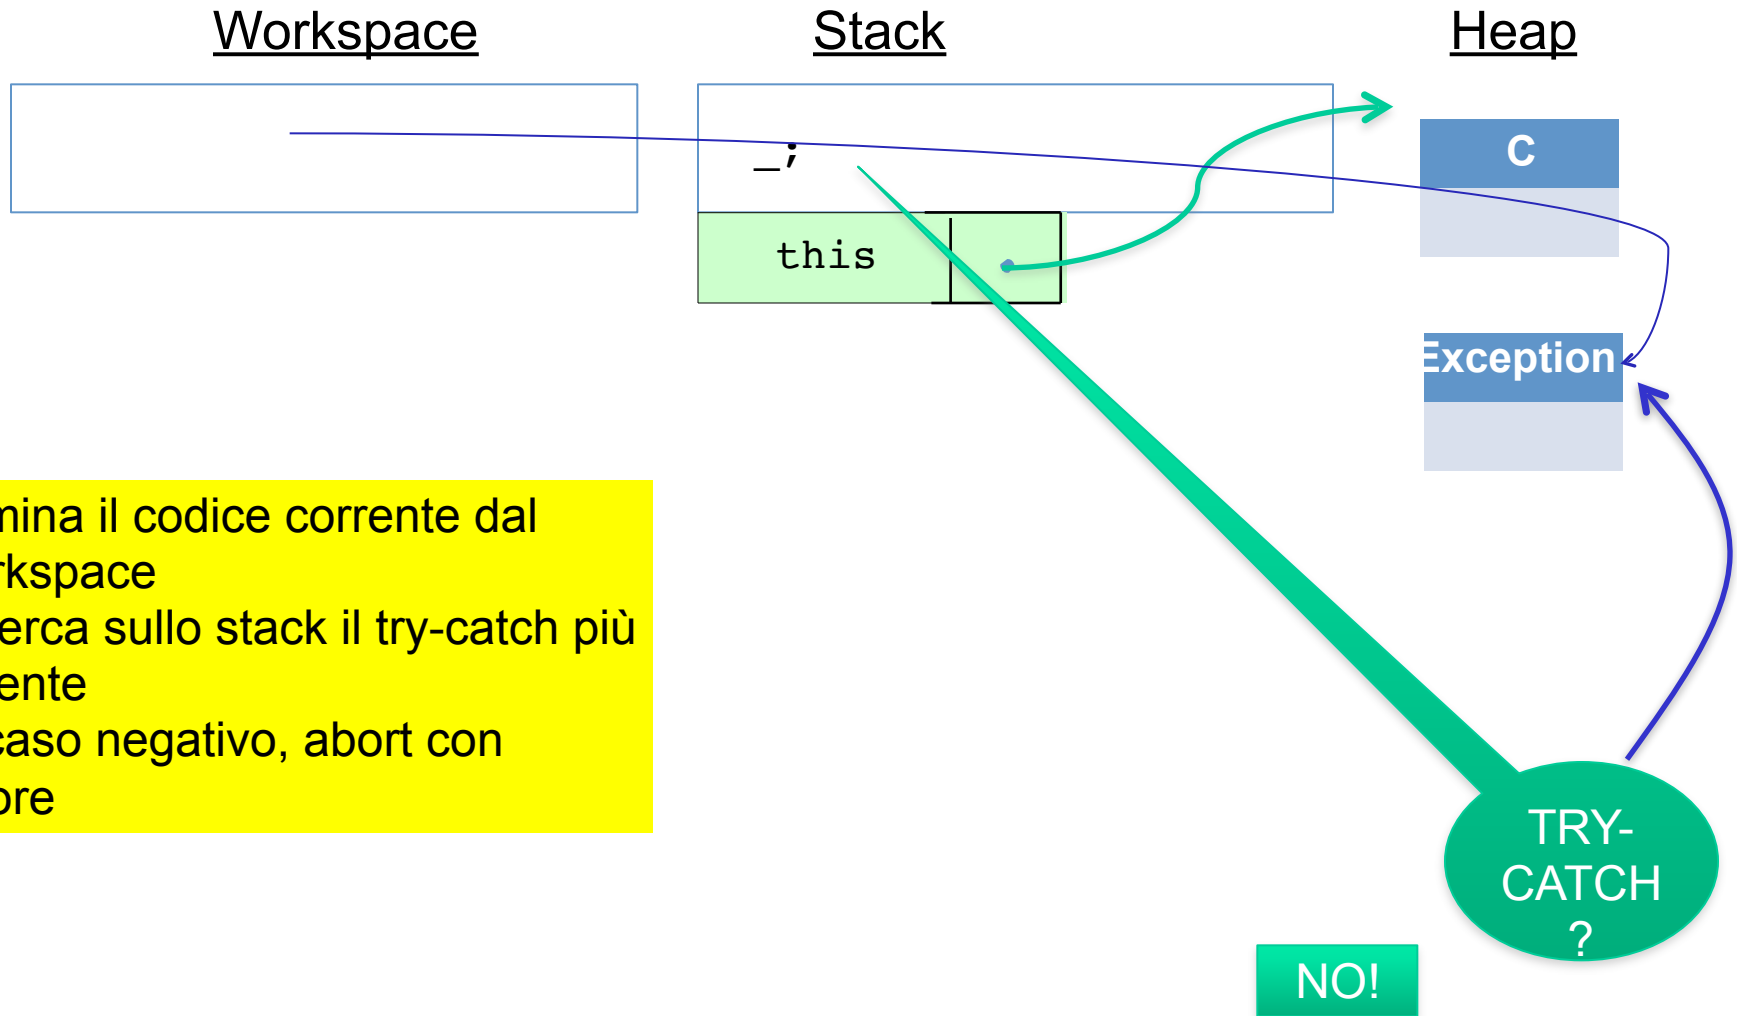 Workspace
Stack
Heap
_;
C
this
Exception
mina il codice corrente dal
rkspace
erca sullo stack il try-catch più
ente
caso negativo, abort con
ore
TRY-
CATCH
?
NO!